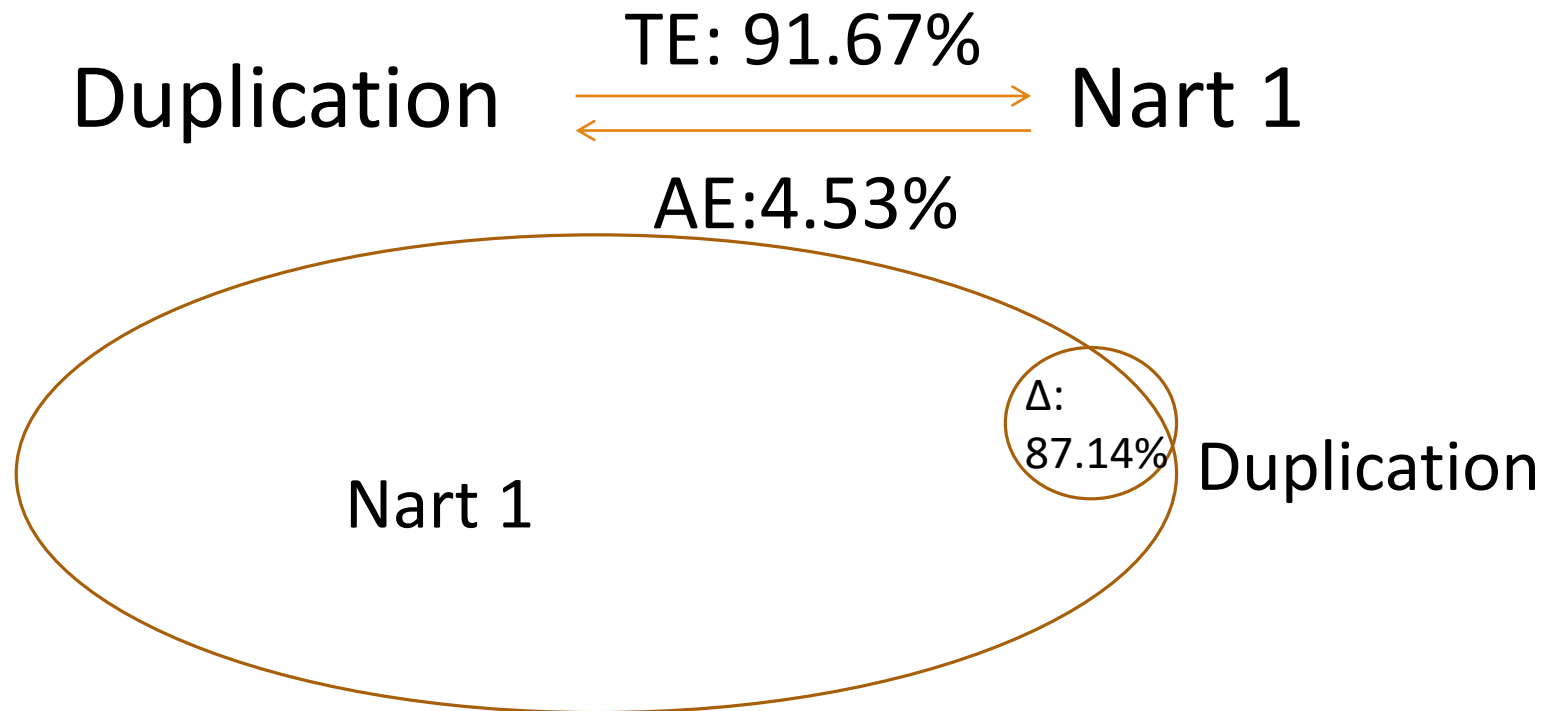 TE: 91.67%
Duplication
Nart 1
AE:4.53%
Δ:
87.14%
Duplication
Nart 1